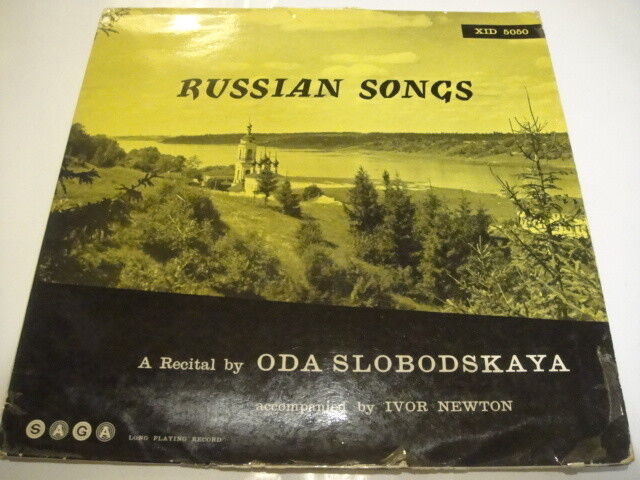 XID 5050
RUSSIAN SONGS
A Recital by ODA SLOBODSKAYA
accompanied by IVOR NEWTON
SAGA LONG PLAYING RECORD